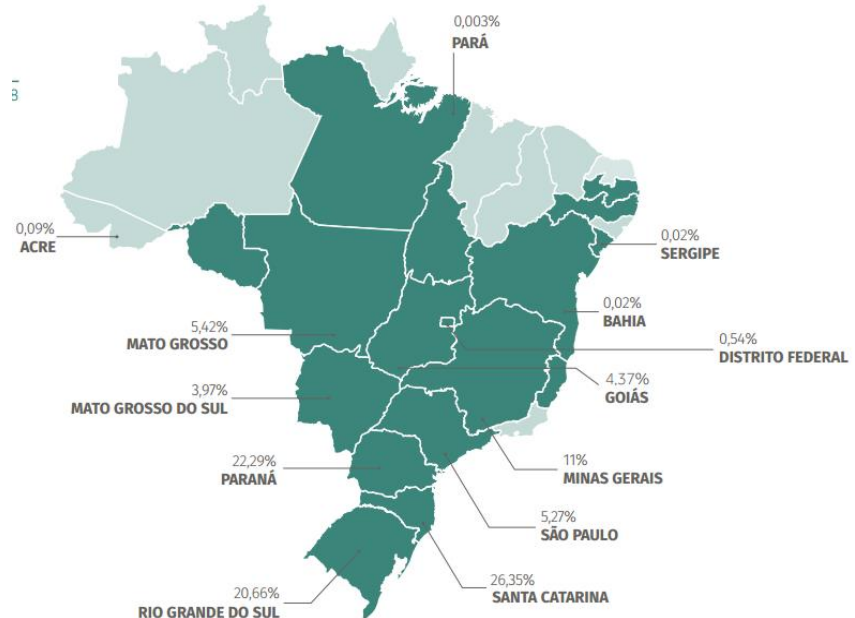 0,003%
PARÁ
8
0,09%
ACRE
0,02%
SERGIPE
0,02%
BAHIA
5,42%
MATO GROSSO
0,54%
DISTRITO FEDERAL
3,97%
MATO GROSSO DO SUL
4.37%
GOIÁS
22,29%
PARANÁ
11%
MINAS GERAIS
5,27%
SÃO PAULO
26,35%
SANTA CATARINA
20,66%
RIO GRANDE DO SUL